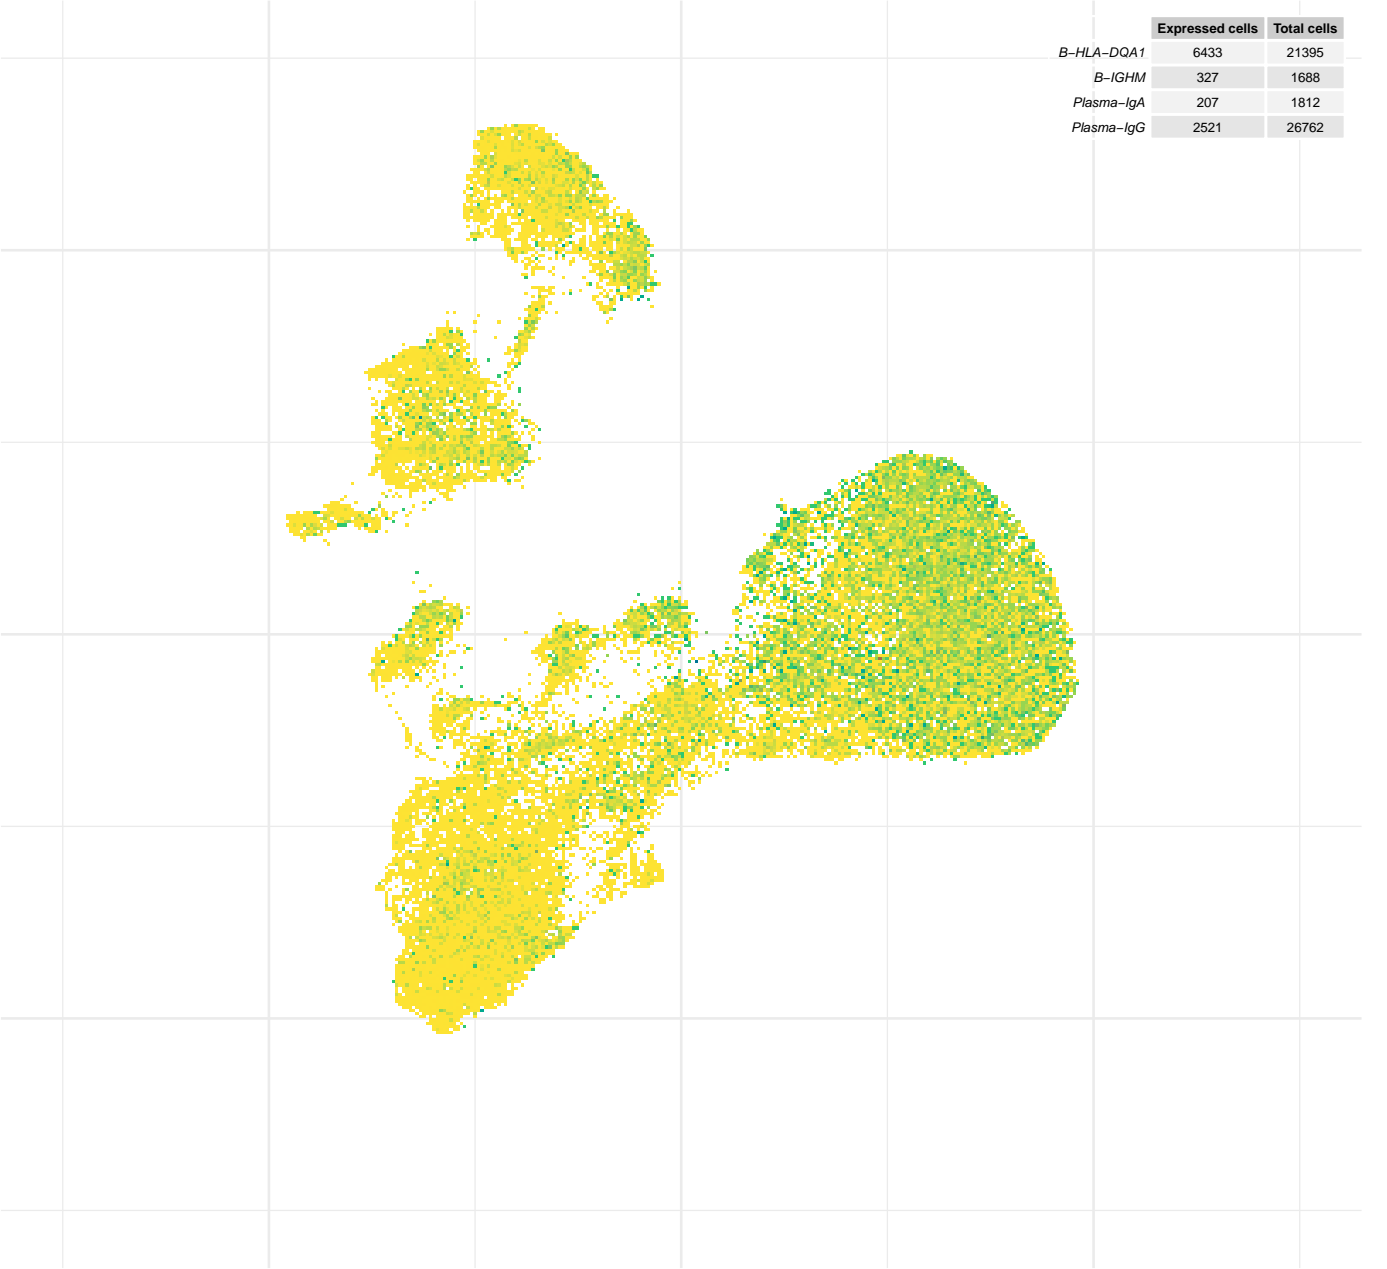 Expressed cells Total cells
B−HLA−DQA1 6433 21395
B−IGHM 327 1688
Plasma−IgA 207 1812
Plasma−IgG 2521 26762